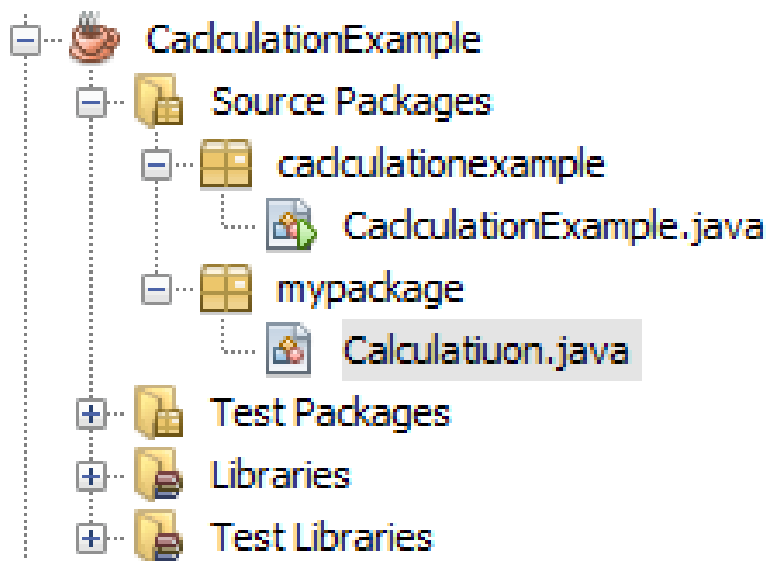 CadculationExample
Source Packages
cadculationexample
CadculationExample.java
mypackage
Calculatiuon.java
Test Packages
Libraries
Test Libraries